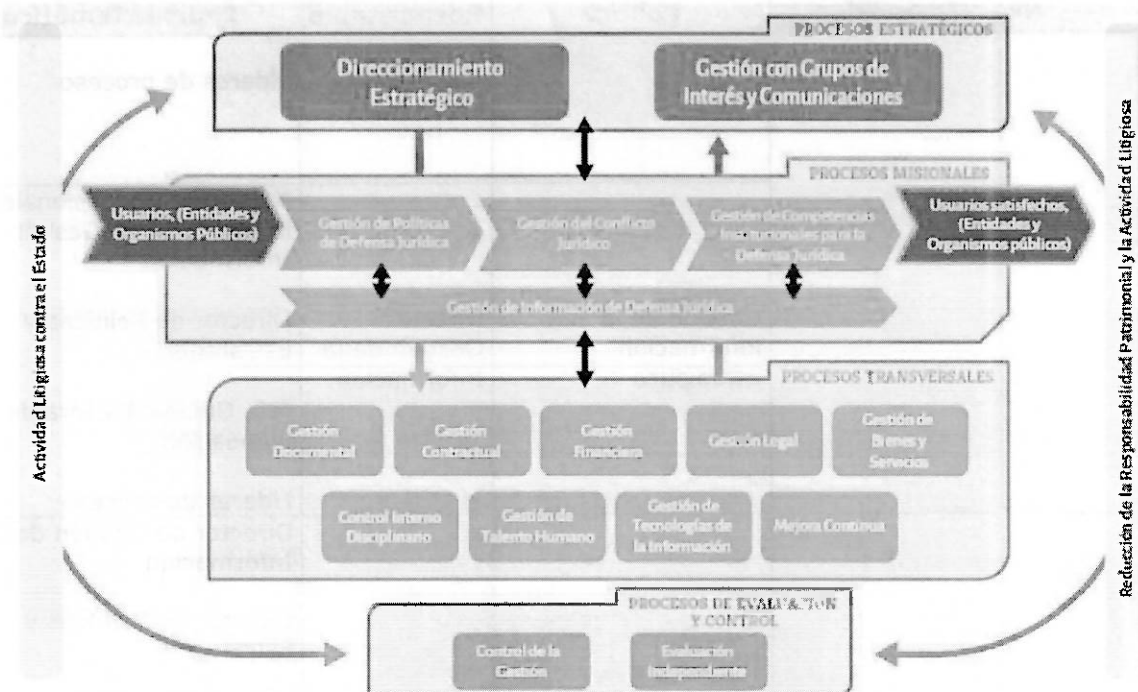 PROCESOS ESTRATÉGICOS
Direccionamiento
Estratégico
Gestión con Grupos de
Interés y Comunicaciones
PROCESOS MISIONALES
Usuarios, (Entidades y
Organismos Públicos)
Gestión de Políticas
de Defensa Jurídica
Gestión del Conflicto
Jurídico
Gestión de Competencias
Institucionales para la
Defensa Jurídica
Usuarios satisfechos,
(Entidades y
Organismos públicos)
Gestión de Información de Defensa Jurídica
PROCESOS TRANSVERSALES
Gestión
Documental
Gestión
Contractual
Gestión
Financiera
Gestión Legal
Gestión de
Bienes y
Servicios
Control Interno
Disciplinario
Gestión de
Talento Humano
Gestión de
Tecnologías de
la Información
Mejora Continua
PROCESOS DE EVALUACIÓN
Y CONTROL
Control de la
Gestión
Evaluación
Independiente
Actividad Litigiosa contra el Estado
Reducción de la Responsabilidad Patrimonial y la Actividad Litigiosa